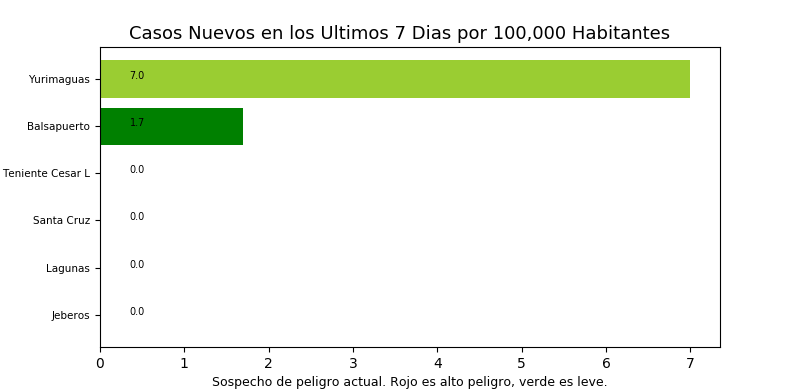 Casos Nuevos en los Ultimos 7 Dias por 100,000 Habitantes
Yurimaguas 7.0
Balsapuerto 1.7
Teniente Cesar L 0.0
Santa Cruz 0.0
Lagunas 0.0
Jeberos 0.0
0 1 2 3 4 5 6 7
Sospecho de peligro actual. Rojo es alto peligro, verde es leve.